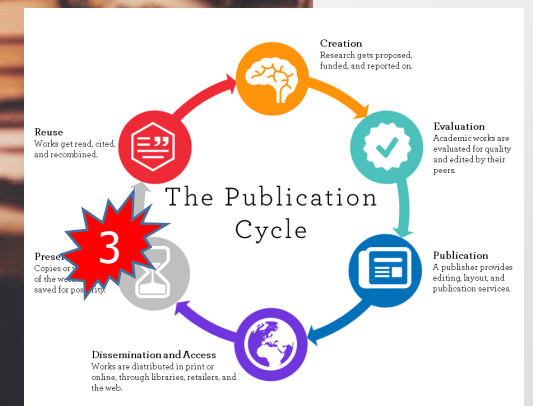 Creation
Research gets proposed,
funded, and reported on.
Evaluation
Academic works are
evaluated for quality
and edited by their
peers.
Reuse
Works get read, cited,
and recombined.
The Publication
Cycle
3
Copies or
of the
saved for
Publication
A publisher provides
editing, layout, and
publication services.
Dissemination and Access
Works are distributed in print or
online, through libraries, retailers, and
the web.